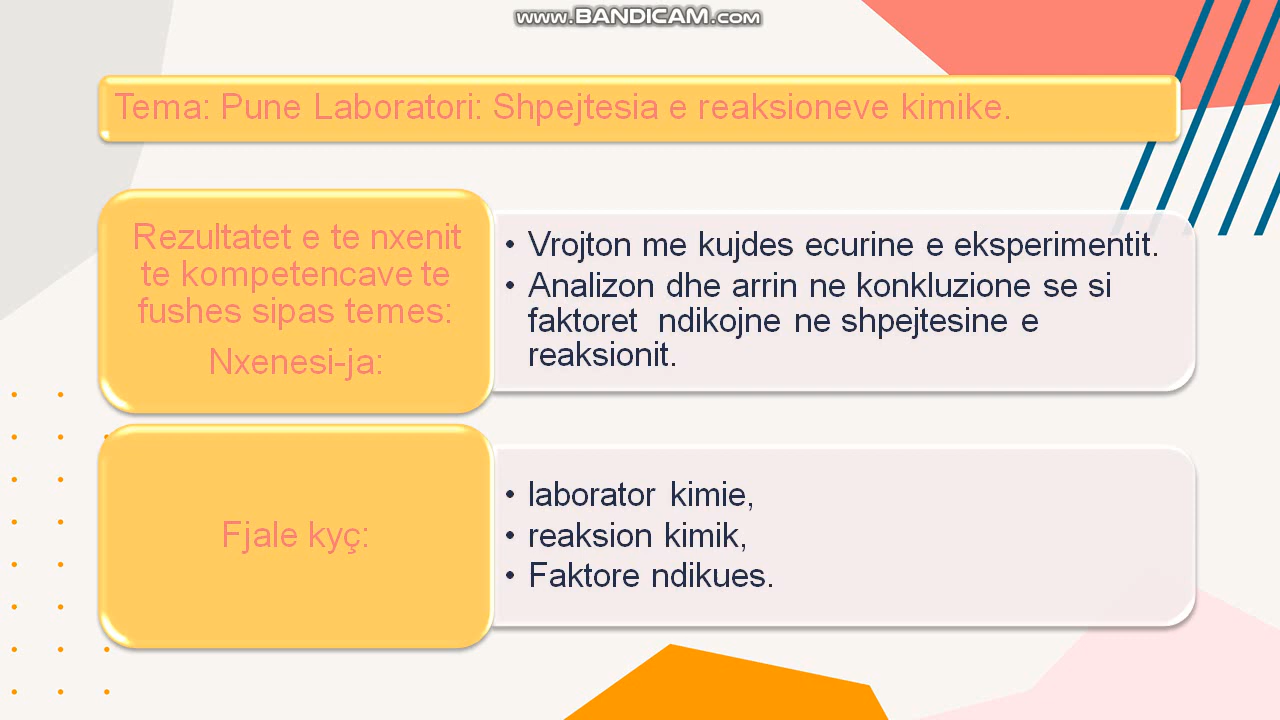 www.BANDICAM.com
Tema: Pune Laboratori: Shpejtesia e reaksioneve kimike.
Rezultatet e te nxenit
te kompetencave te
fushes sipas temes:
Nxenesi-ja:
• Vrojton me kujdes ecurine e eksperimentit.
• Analizon dhe arrin ne konkluzione se si
faktoret ndikojne ne shpejtesine e
reaksionit.
Fjale kyç:
• laborator kimie,
• reaksion kimik,
• Faktore ndikues.